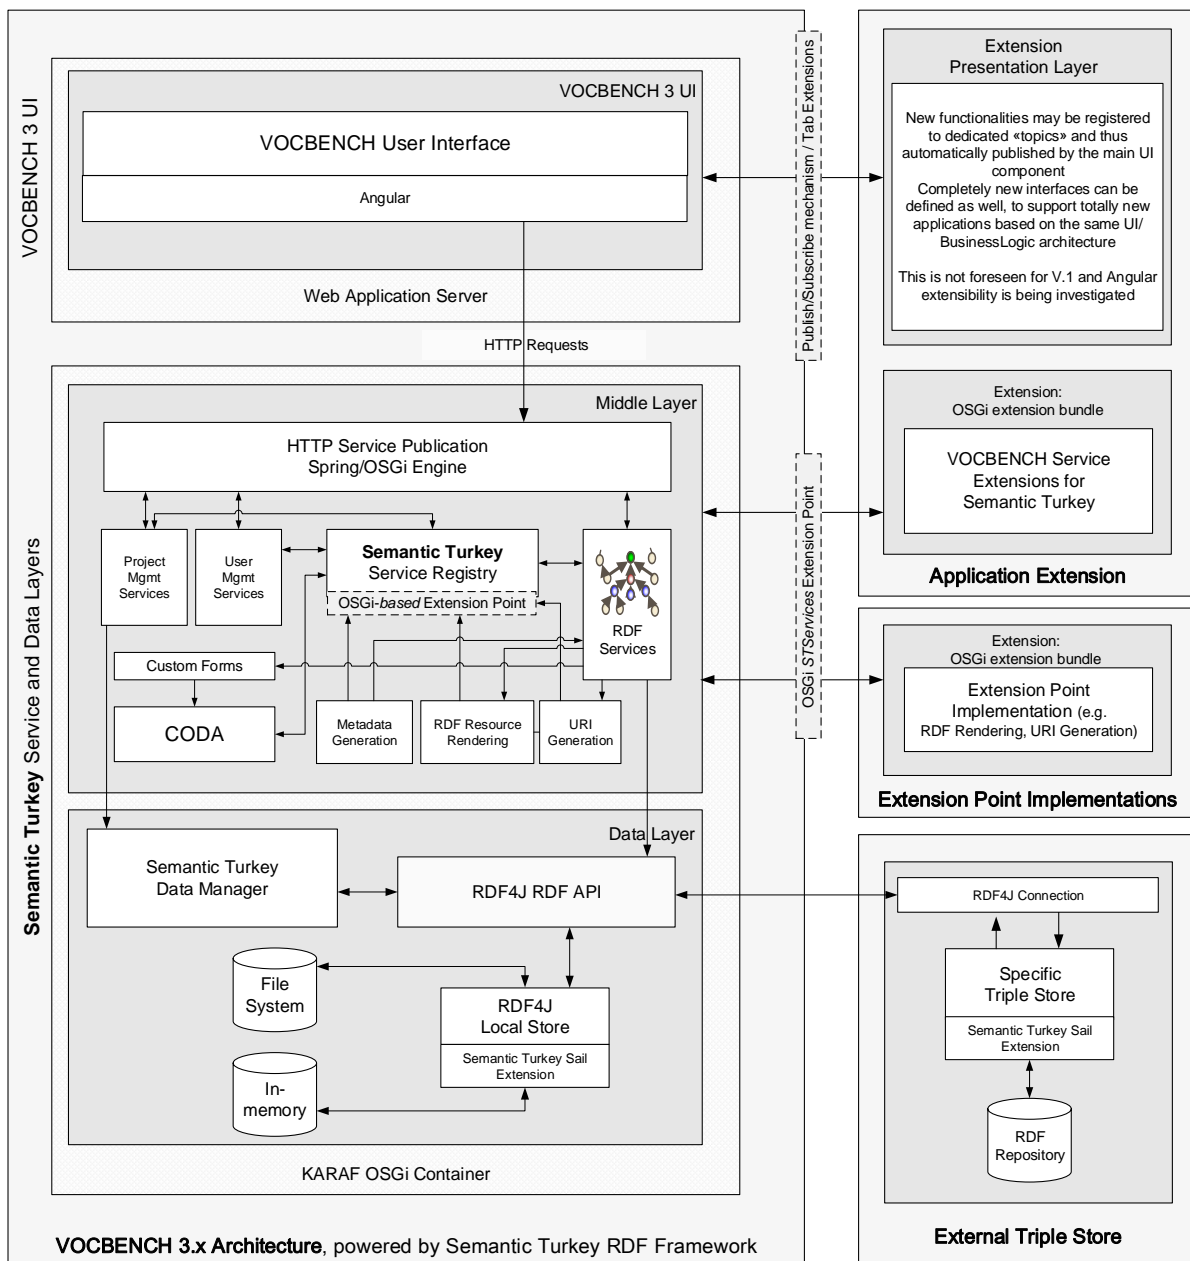 VOCBENCH 3 UI
VOCBENCH 3 UI
VOCBENCH User Interface
Angular
Web Application Server
HTTP Requests
Publish/Subscribe mechanism / Tab Extensions
Extension
Presentation Layer
New functionalities may be registered
to dedicated «topics» and thus
automatically published by the main UI
component
Completely new interfaces can be
defined as well, to support totally new
applications based on the same UI/
BusinessLogic architecture
This is not foreseen for V.1 and Angular
extensibility is being investigated
Semantic Turkey Service and Data Layers
Middle Layer
HTTP Service Publication
Spring/OSGi Engine
Project
Mgmt
Services
User
Mgmt
Services
Semantic Turkey
Service Registry
OSGi-based Extension Point
RDF
Services
Custom Forms
CODA
Metadata
Generation
RDF Resource
Rendering
URI
Generation
OSGi STServices Extension Point
Extension:
OSGi extension bundle
VOCBENCH Service
Extensions for
Semantic Turkey
Application Extension
Extension:
OSGi extension bundle
Extension Point
Implementation (e.g.
RDF Rendering, URI Generation)
Extension Point Implementations
Data Layer
Semantic Turkey
Data Manager
RDF4J RDF API
File
System
RDF4J
Local Store
Semantic Turkey Sail
Extension
In-
memory
KARAF OSGi Container
RDF4J Connection
Specific
Triple Store
Semantic Turkey Sail
Extension
RDF
Repository
External Triple Store
VOCBENCH 3.x Architecture, powered by Semantic Turkey RDF Framework